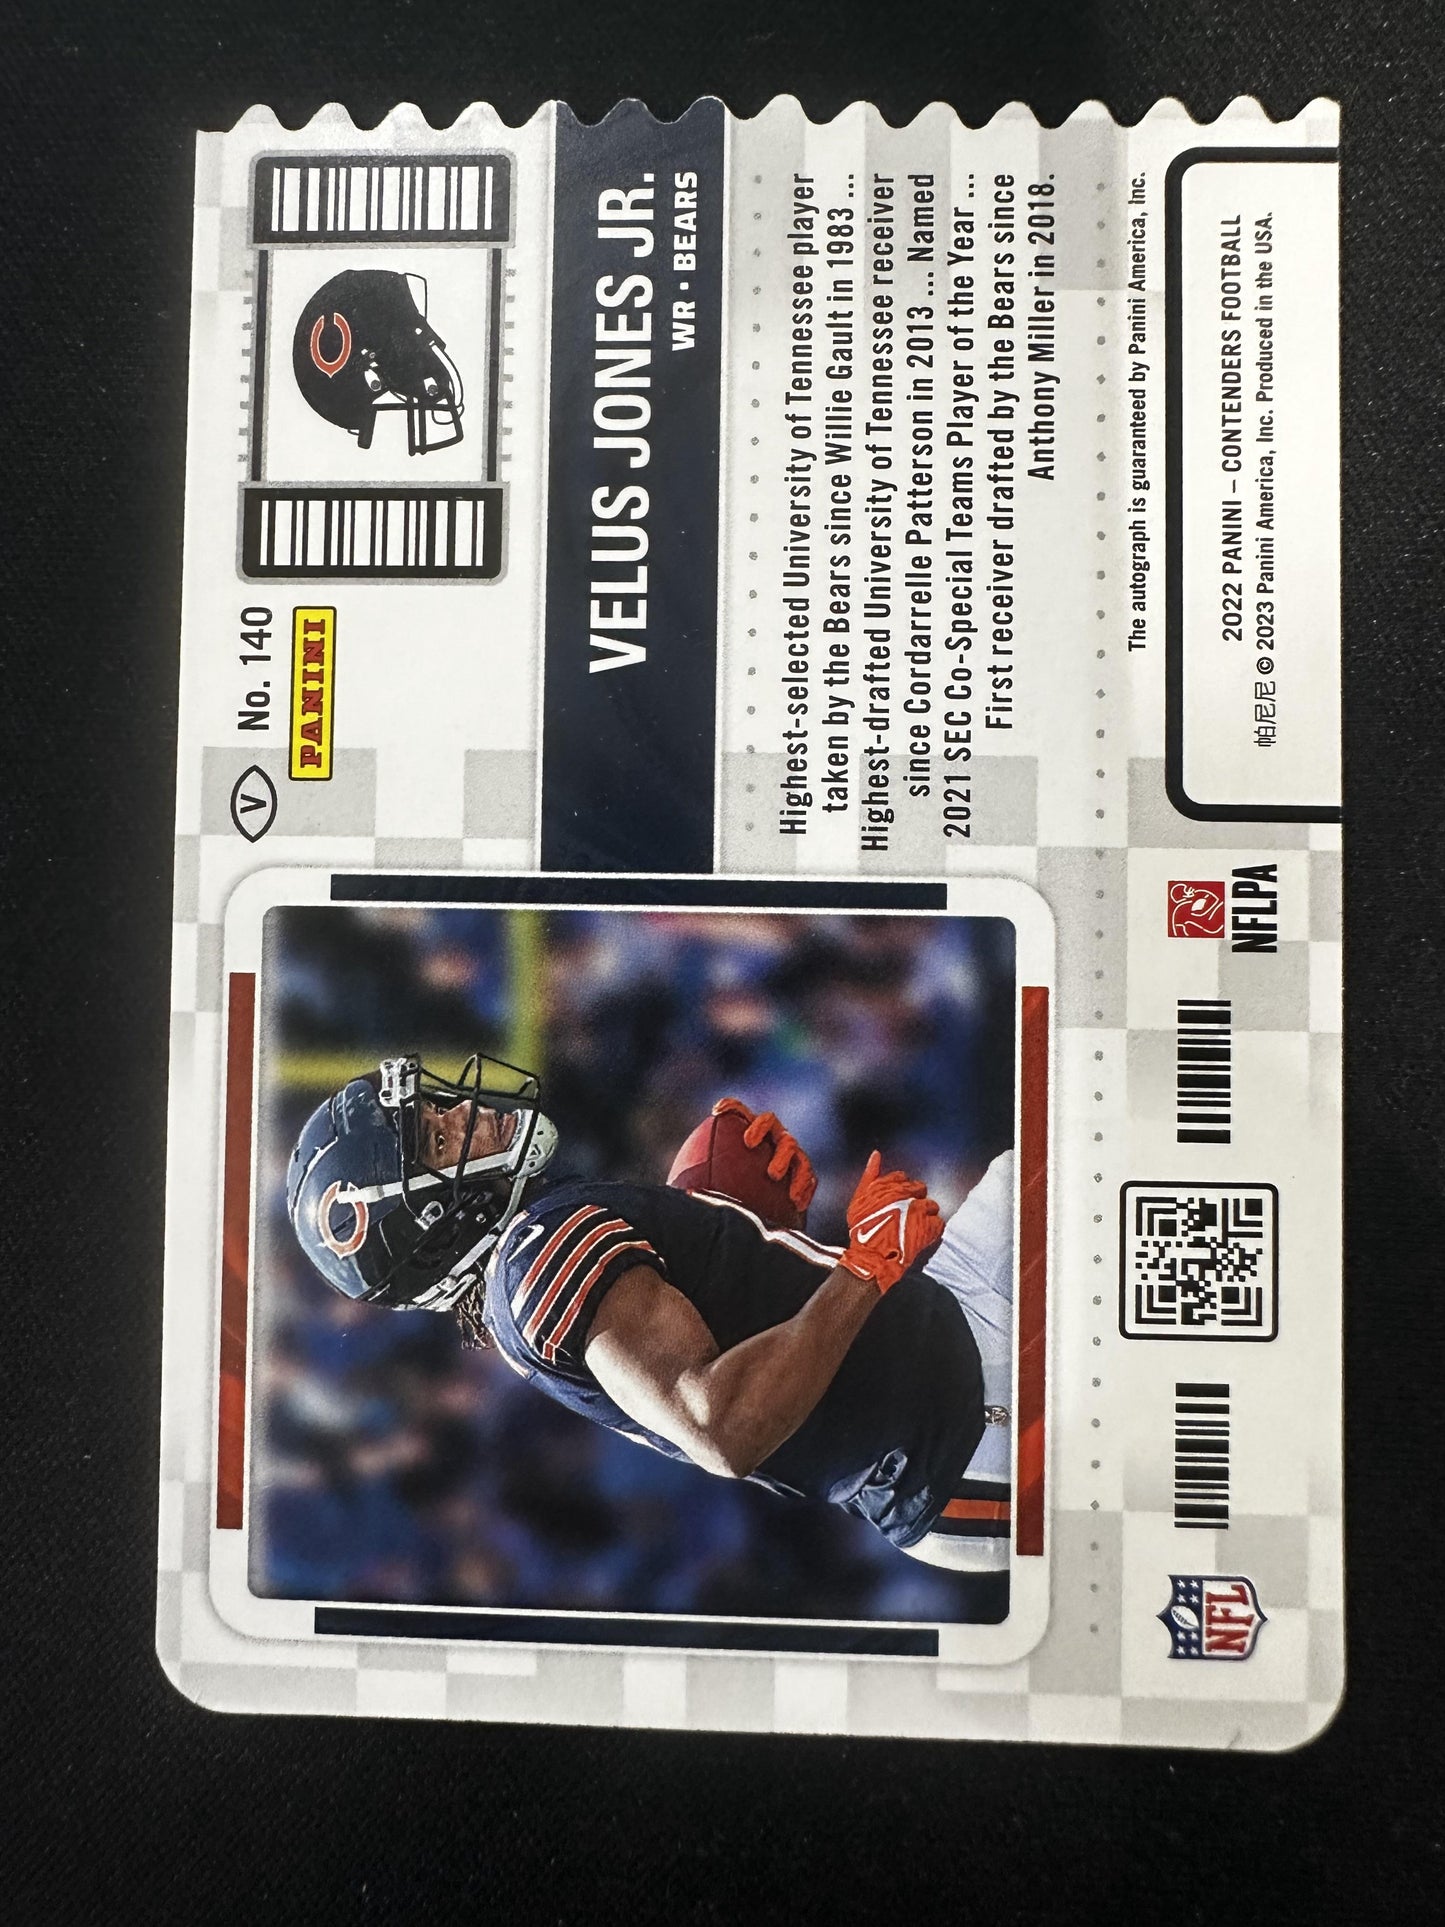 V No. 140
PANINI
VELUS JONES JR.
WR • BEARS
Highest-selected University of Tennessee player
taken by the Bears since Willie Gault in 1983 ...
Highest-drafted University of Tennessee receiver
since Cordarrelle Patterson in 2013 ... Named
2021 SEC Co-Special Teams Player of the Year ...
First receiver drafted by the Bears since
Anthony Miller in 2018.
The autograph is guaranteed by Panini America, Inc.
NFL
NFLPA
2022 PANINI – CONTENDERS FOOTBALL
帕尼尼 © 2023 Panini America, Inc. Produced in the USA.